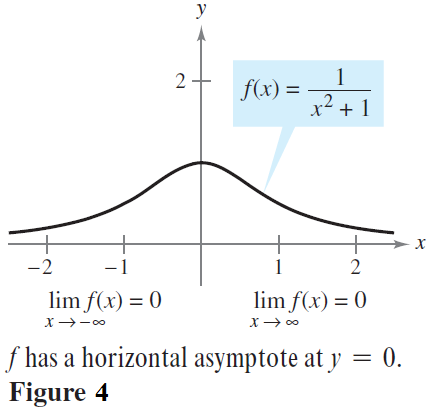 y
2
f(x) = 1/(x² + 1)
x
−2 −1 1 2
lim f(x) = 0 lim f(x) = 0
x→−∞ x→∞
f has a horizontal asymptote at y = 0.
Figure 4